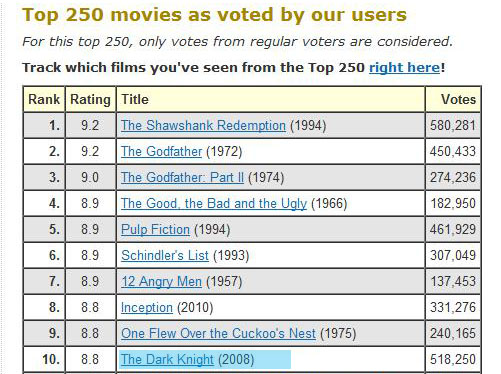 Top 250 movies as voted by our users
For this top 250, only votes from regular voters are considered.
Track which films you've seen from the Top 250 right here!
Rank Rating Title Votes
1. 9.2 The Shawshank Redemption (1994) 580,281
2. 9.2 The Godfather (1972) 450,433
3. 9.0 The Godfather: Part II (1974) 274,236
4. 8.9 The Good, the Bad and the Ugly (1966) 182,950
5. 8.9 Pulp Fiction (1994) 461,929
6. 8.9 Schindler's List (1993) 307,049
7. 8.9 12 Angry Men (1957) 137,453
8. 8.8 Inception (2010) 331,276
9. 8.8 One Flew Over the Cuckoo's Nest (1975) 240,165
10. 8.8 The Dark Knight (2008) 518,250